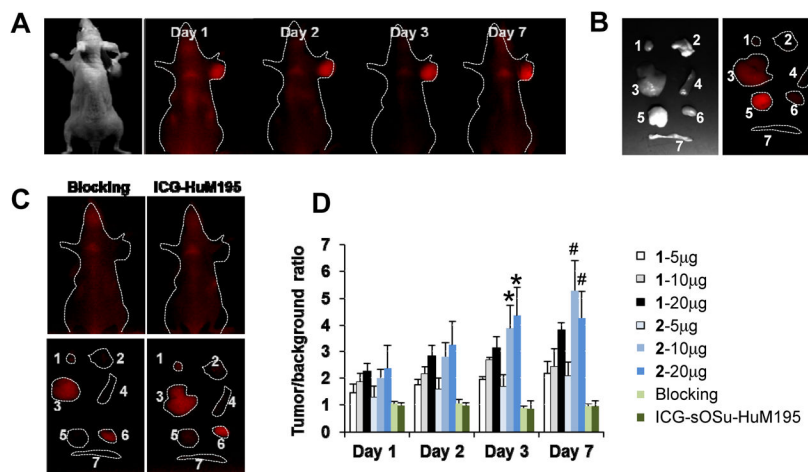 A
Day 1
Day 2
Day 3
Day 7
B
1
2
3
4
5
6
7
1
2
3
4
5
6
C
Blocking
ICG-HuM195
1
2
3
4
5
6
7
1
2
3
4
5
6
D
Tumor/background ratio
7
6
5
4
3
2
1
0
* *
# #
Day 1
Day 2
Day 3
Day 7
1-5µg
1-10µg
1-20µg
2-5µg
2-10µg
2-20µg
Blocking
ICG-sOSu-HuM195